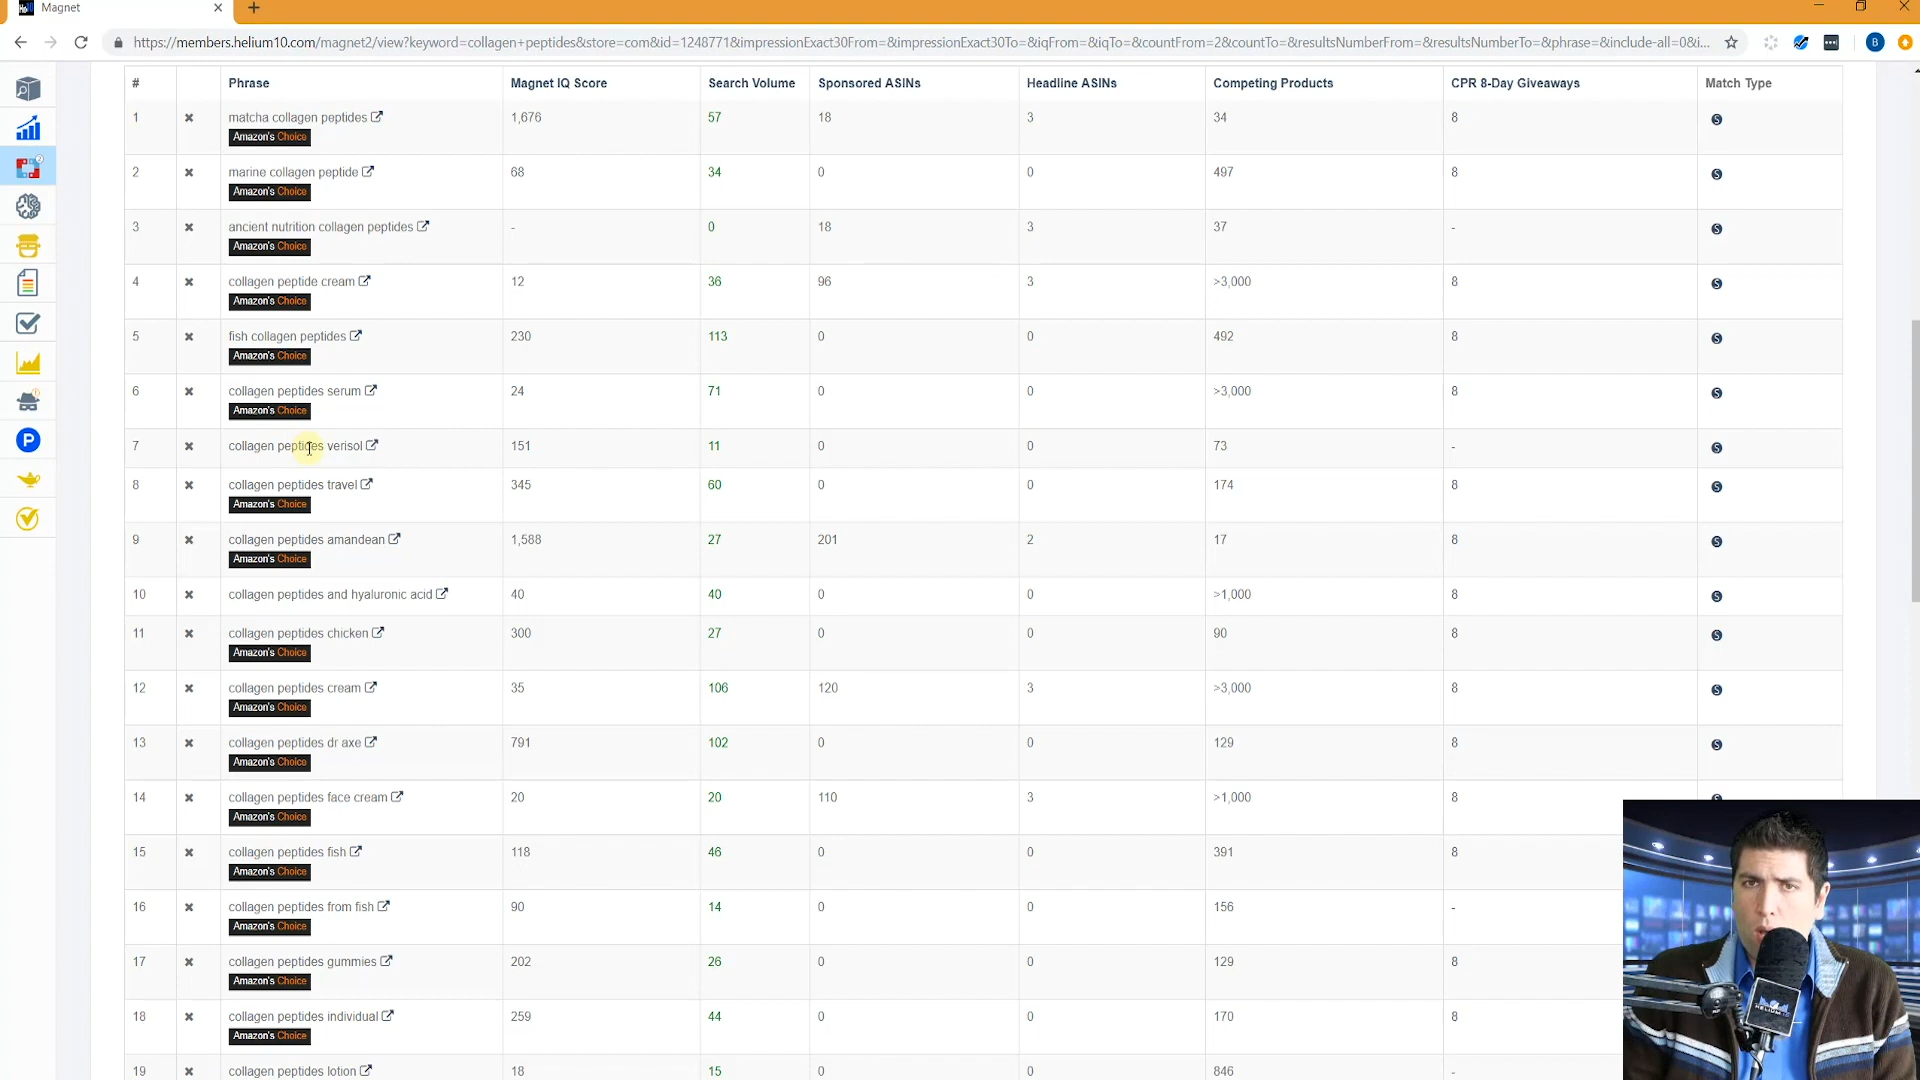 Magnet
https://members.helium10.com/magnet2/view?keyword=collagen+peptides&store=com&id=1248771&impressionExact30From=&impressionExact30To=&iqFrom=&iqTo=&countFrom=2&countTo=&resultsNumberFrom=&resultsNumberTo=&phrase=&include-all=0&i... B
# Phrase Magnet IQ Score Search Volume Sponsored ASINs Headline ASINs Competing Products CPR 8-Day Giveaways Match Type
1 matcha collagen peptides 1,676 57 18 3 34 8 S
Amazon's Choice
2 marine collagen peptide 68 34 0 0 497 8 S
Amazon's Choice
3 ancient nutrition collagen peptides - 0 18 3 37 - S
Amazon's Choice
4 collagen peptide cream 12 36 96 3 >3,000 8 S
Amazon's Choice
5 fish collagen peptides 230 113 0 0 492 8 S
Amazon's Choice
6 collagen peptides serum 24 71 0 0 >3,000 8 S
Amazon's Choice
7 collagen peptides verisol 151 11 0 0 73 - S
8 collagen peptides travel 345 60 0 0 174 8 S
Amazon's Choice
9 collagen peptides amandean 1,588 27 201 2 17 8 S
Amazon's Choice
10 collagen peptides and hyaluronic acid 40 40 0 0 >1,000 8 S
11 collagen peptides chicken 300 27 0 0 90 8 S
Amazon's Choice
12 collagen peptides cream 35 106 120 3 >3,000 8 S
Amazon's Choice
13 collagen peptides dr axe 791 102 0 0 129 8 S
Amazon's Choice
14 collagen peptides face cream 20 20 110 3 >1,000 8
Amazon's Choice
15 collagen peptides fish 118 46 0 0 391 8
Amazon's Choice
16 collagen peptides from fish 90 14 0 0 156 -
Amazon's Choice
17 collagen peptides gummies 202 26 0 0 129 8
Amazon's Choice
18 collagen peptides individual 259 44 0 0 170 8
Amazon's Choice
19 collagen peptides lotion 18 15 0 0 846 -
P
HELIUM 10